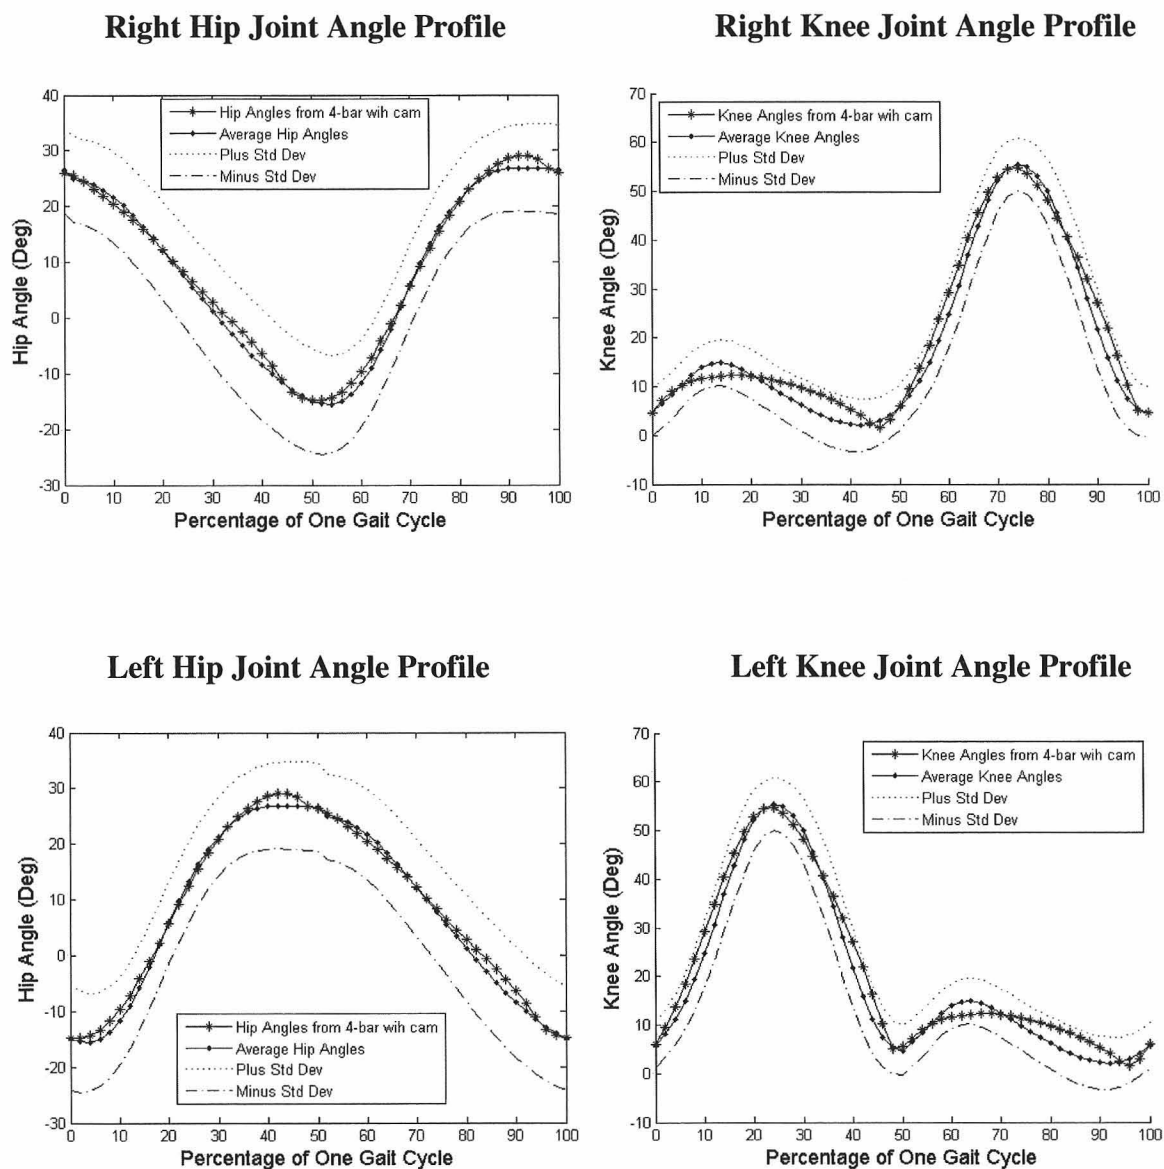 Right Hip Joint Angle Profile
40
30
20
10
0
-10
-20
-30
Hip Angle (Deg)
Hip Angles from 4-bar wih cam
Average Hip Angles
Plus Std Dev
Minus Std Dev
0 10 20 30 40 50 60 70 80 90 100
Percentage of One Gait Cycle
Right Knee Joint Angle Profile
70
60
50
40
30
20
10
0
-10
Knee Angle (Deg)
Knee Angles from 4-bar wih cam
Average Knee Angles
Plus Std Dev
Minus Std Dev
0 10 20 30 40 50 60 70 80 90 100
Percentage of One Gait Cycle
Left Hip Joint Angle Profile
40
30
20
10
0
-10
-20
-30
Hip Angle (Deg)
Hip Angles from 4-bar wih cam
Average Hip Angles
Plus Std Dev
Minus Std Dev
0 10 20 30 40 50 60 70 80 90 100
Percentage of One Gait Cycle
Left Knee Joint Angle Profile
70
60
50
40
30
20
10
0
-10
Knee Angle (Deg)
Knee Angles from 4-bar wih cam
Average Knee Angles
Plus Std Dev
Minus Std Dev
0 10 20 30 40 50 60 70 80 90 100
Percentage of One Gait Cycle